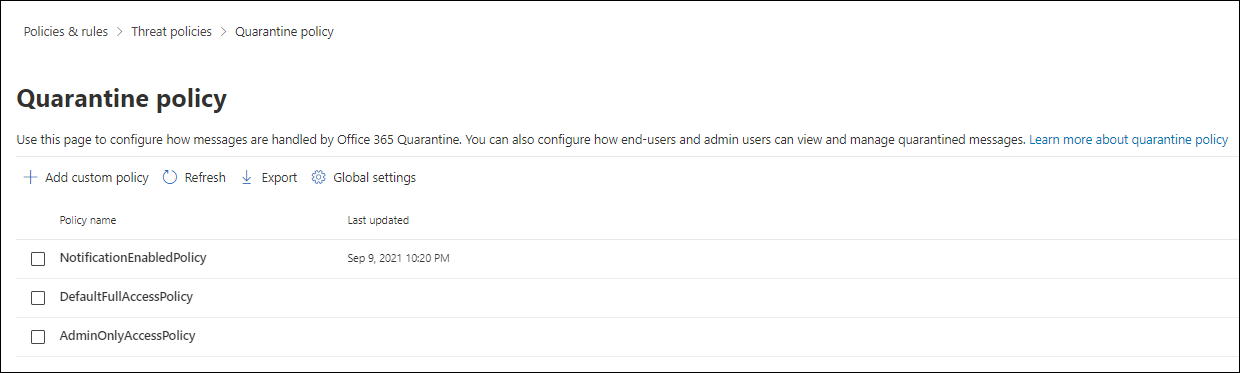 Policies & rules > Threat policies > Quarantine policy
Quarantine policy
Use this page to configure how messages are handled by Office 365 Quarantine. You can also configure how end-users and admin users can view and manage quarantined messages. Learn more about quarantine policy
Add custom policy Refresh Export Global settings
Policy name Last updated
NotificationEnabledPolicy Sep 9, 2021 10:20 PM
DefaultFullAccessPolicy
AdminOnlyAccessPolicy